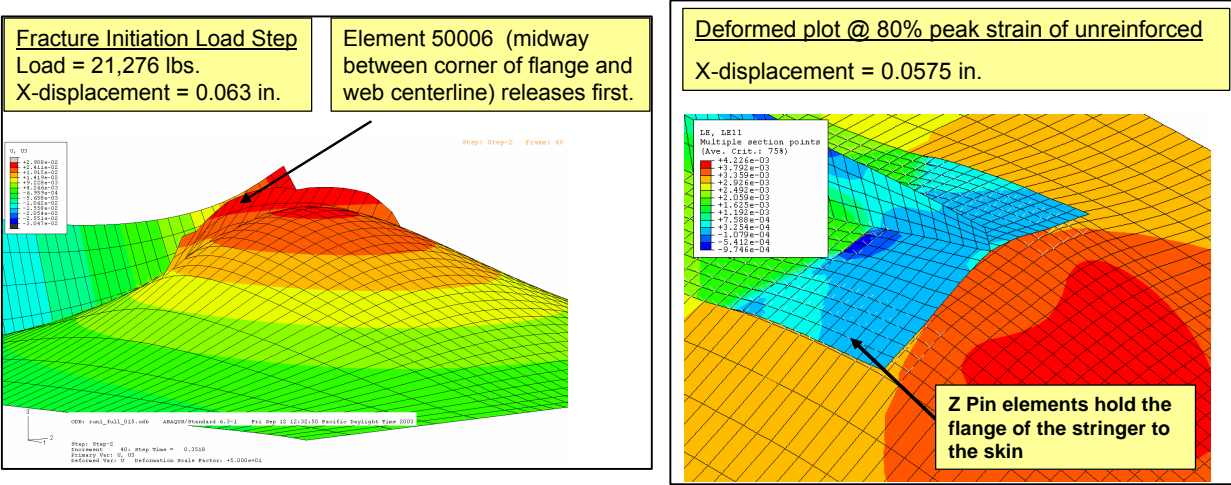 Fracture Initiation Load Step
Load = 21,276 lbs.
X-displacement = 0.063 in.
Element 50006 (midway
between corner of flange and
web centerline) releases first.
Step: Step-2 Frame: 40
U, U3
+2.908e-02
+2.411e-02
+1.915e-02
+1.419e-02
+9.228e-03
+4.266e-03
-6.959e-04
-5.658e-03
-1.062e-02
-1.558e-02
-2.054e-02
-2.551e-02
-3.047e-02
3
2
1
ODB: run1_full_015.odb ABAQUS/Standard 6.3-1 Fri Sep 12 12:32:50 Pacific Daylight Time 2003
Step: Step-2
Increment 40: Step Time = 0.3518
Primary Var: U, U3
Deformed Var: U Deformation Scale Factor: +5.000e+01
Deformed plot @ 80% peak strain of unreinforced
X-displacement = 0.0575 in.
LE, LE11
Multiple section points
(Ave. Crit.: 75%)
+4.226e-03
+3.792e-03
+3.359e-03
+2.926e-03
+2.492e-03
+2.059e-03
+1.625e-03
+1.192e-03
+7.588e-04
+3.254e-04
-1.079e-04
-5.412e-04
-9.746e-04
Z Pin elements hold the
flange of the stringer to
the skin